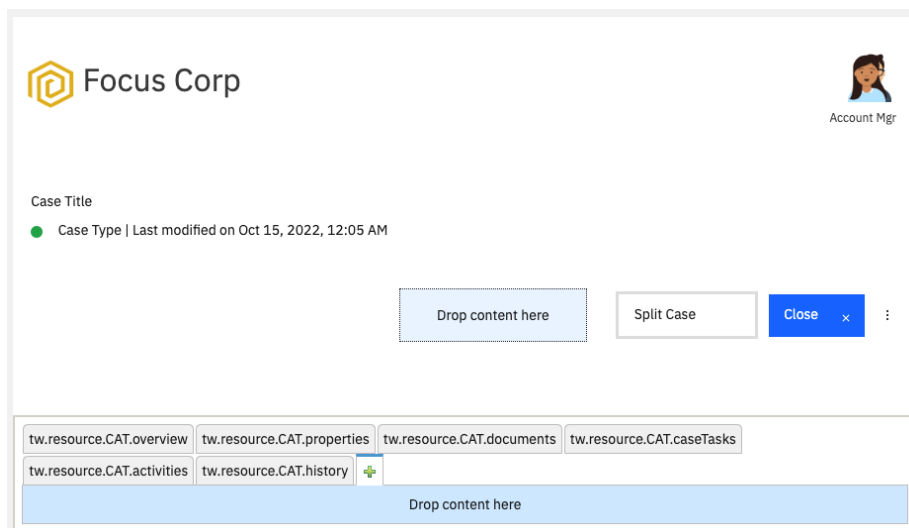 Focus Corp
Account Mgr
Case Title
Case Type | Last modified on Oct 15, 2022, 12:05 AM
Drop content here
Split Case
Close
tw.resource.CAT.overview
tw.resource.CAT.properties
tw.resource.CAT.documents
tw.resource.CAT.caseTasks
tw.resource.CAT.activities
tw.resource.CAT.history
Drop content here